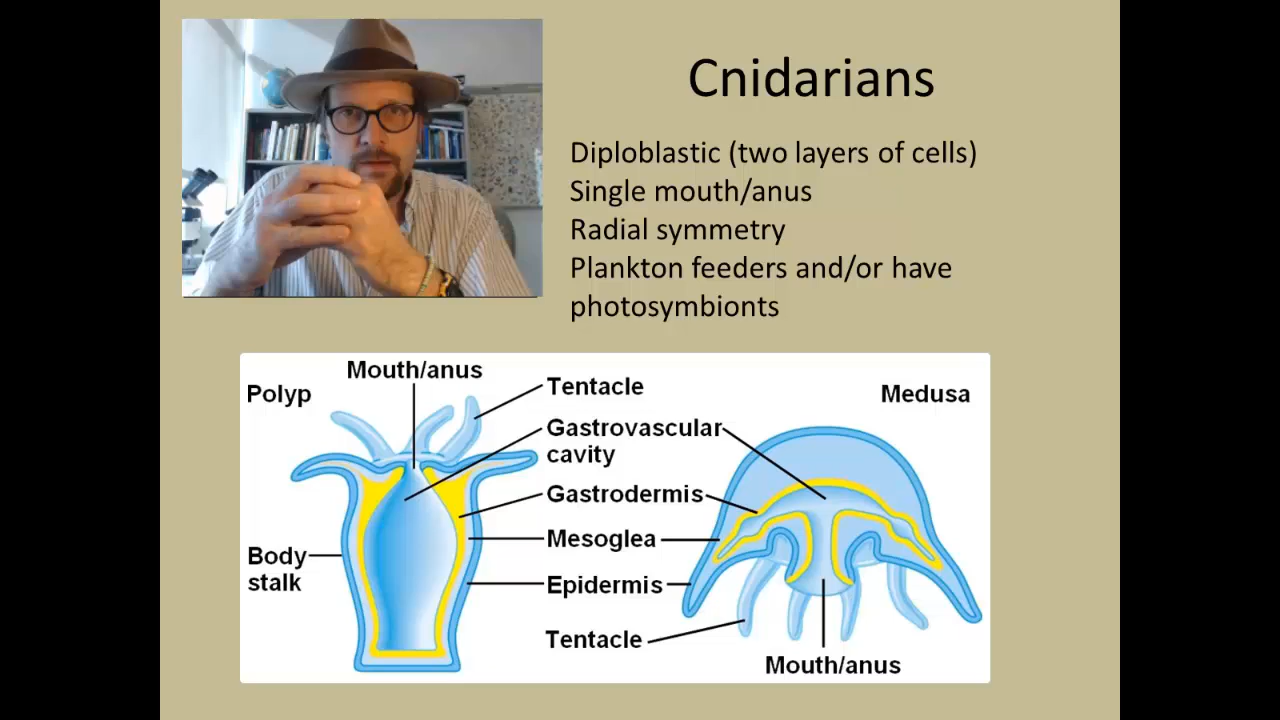 Cnidarians
Diploblastic (two layers of cells)
Single mouth/anus
Radial symmetry
Plankton feeders and/or have
photosymbionts
Polyp
Mouth/anus
Tentacle
Gastrovascular
cavity
Gastrodermis
Mesoglea
Body
stalk
Epidermis
Tentacle
Medusa
Mouth/anus